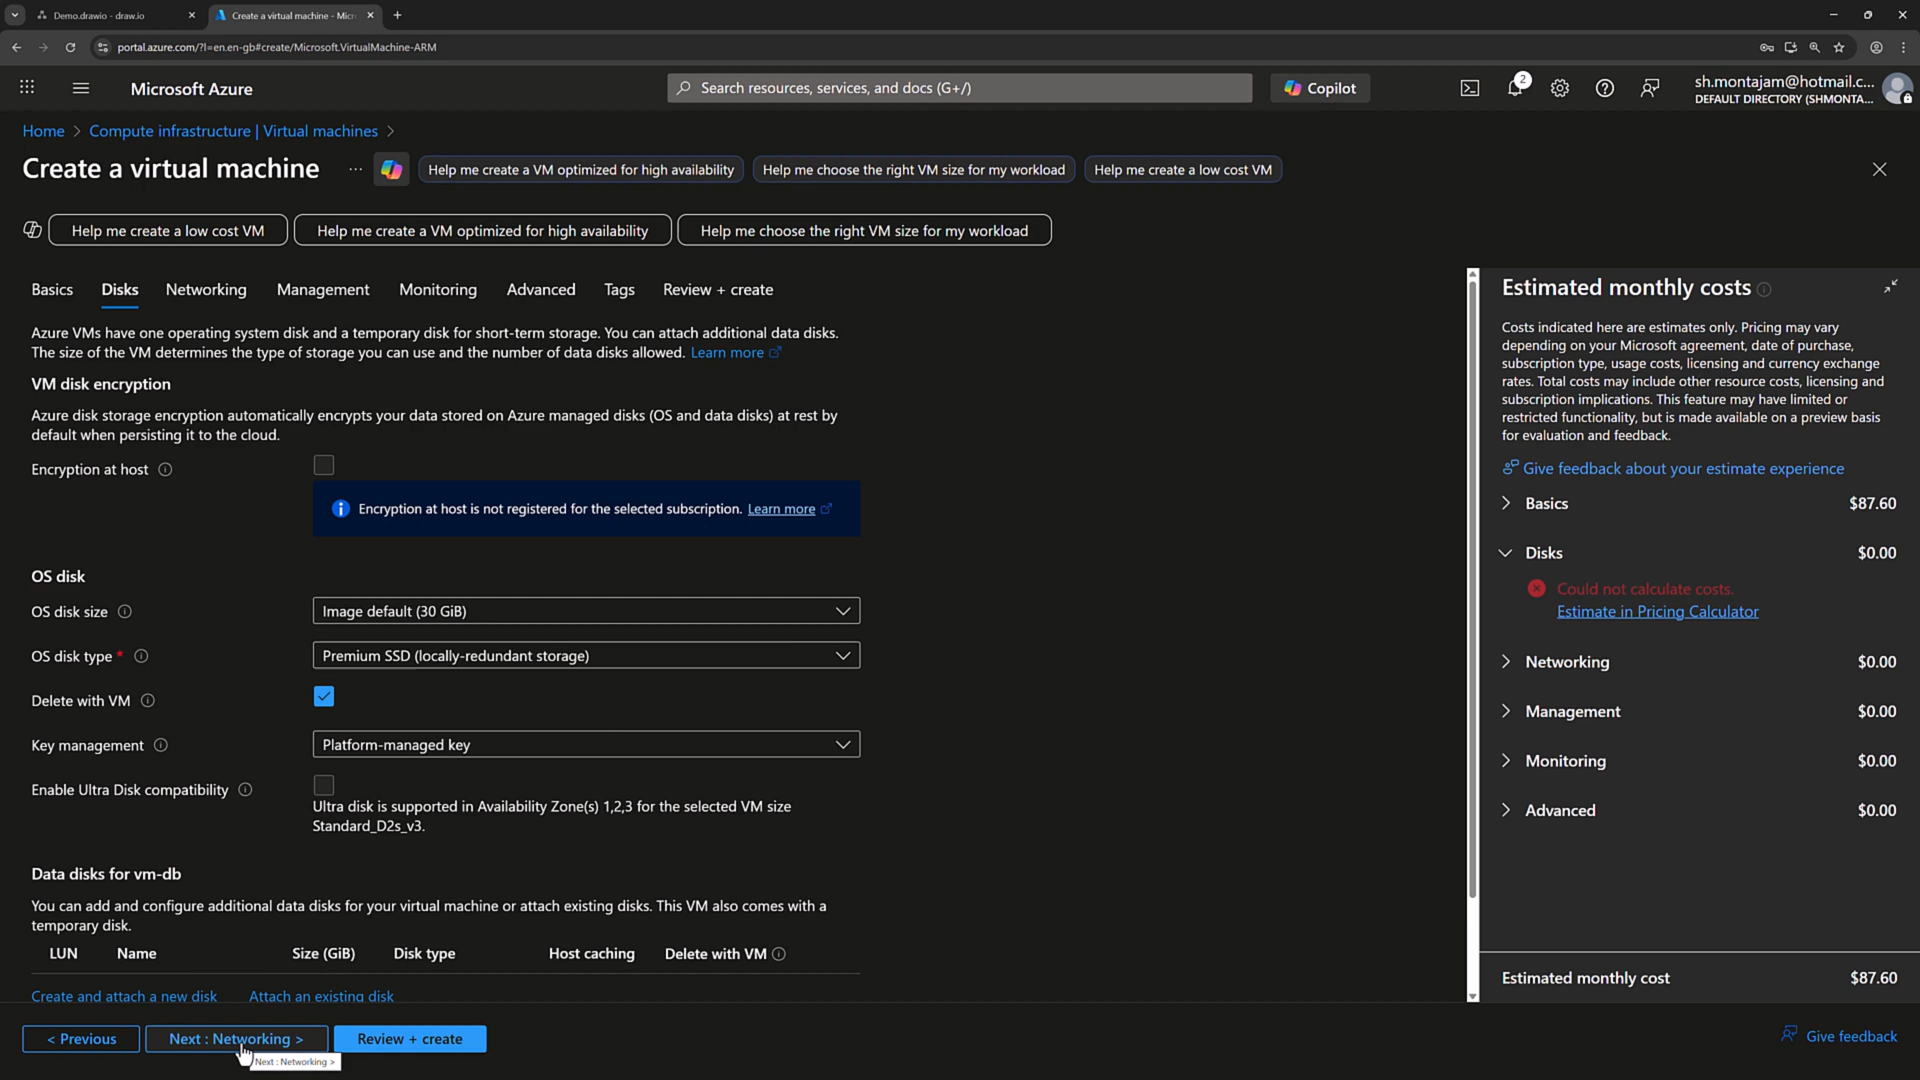 Demo.drawio - draw.io
Create a virtual machine - Micr
portal.azure.com/?l=en.en-gb#create/Microsoft.VirtualMachine-ARM
Microsoft Azure
Search resources, services, and docs (G+/)
Copilot
2
sh.montajam@hotmail.c...
DEFAULT DIRECTORY (SHMONTA...
Home > Compute infrastructure | Virtual machines >
Create a virtual machine ...
Help me create a VM optimized for high availability
Help me choose the right VM size for my workload
Help me create a low cost VM
Help me create a low cost VM
Help me create a VM optimized for high availability
Help me choose the right VM size for my workload
Basics Disks Networking Management Monitoring Advanced Tags Review + create
Azure VMs have one operating system disk and a temporary disk for short-term storage. You can attach additional data disks.
The size of the VM determines the type of storage you can use and the number of data disks allowed. Learn more
VM disk encryption
Azure disk storage encryption automatically encrypts your data stored on Azure managed disks (OS and data disks) at rest by
default when persisting it to the cloud.
Encryption at host
Encryption at host is not registered for the selected subscription. Learn more
OS disk
OS disk size
Image default (30 GiB)
OS disk type *
Premium SSD (locally-redundant storage)
Delete with VM
Key management
Platform-managed key
Enable Ultra Disk compatibility
Ultra disk is supported in Availability Zone(s) 1,2,3 for the selected VM size
Standard_D2s_v3.
Data disks for vm-db
You can add and configure additional data disks for your virtual machine or attach existing disks. This VM also comes with a
temporary disk.
LUN Name Size (GiB) Disk type Host caching Delete with VM
Create and attach a new disk Attach an existing disk
< Previous
Next : Networking >
Review + create
Next : Networking >
Estimated monthly costs
Costs indicated here are estimates only. Pricing may vary
depending on your Microsoft agreement, date of purchase,
subscription type, usage costs, licensing and currency exchange
rates. Total costs may include other resource costs, licensing and
subscription implications. This feature may have limited or
restricted functionality, but is made available on a preview basis
for evaluation and feedback.
Give feedback about your estimate experience
Basics $87.60
Disks $0.00
Could not calculate costs.
Estimate in Pricing Calculator
Networking $0.00
Management $0.00
Monitoring $0.00
Advanced $0.00
Estimated monthly cost $87.60
Give feedback